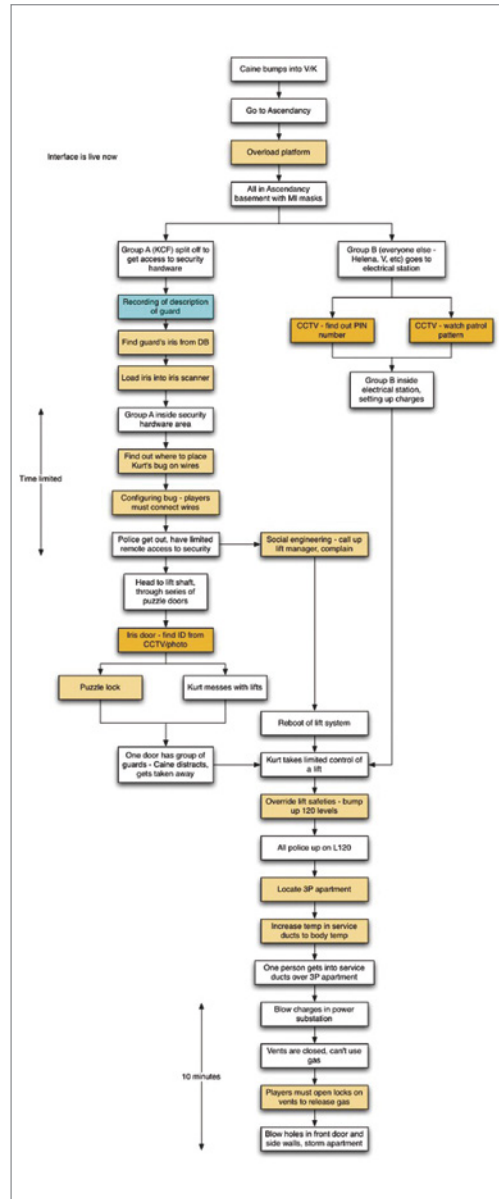 Caine bumps into V/K
Go to Ascendancy
Interface is live now
Overload platform
All in Ascendancy
basement with MI masks
Group A (KCF) split off to
get access to security
hardware
Group B (everyone else -
Helena, V, etc) goes to
electrical station
Recording of description
of guard
CCTV - find out PIN
number
CCTV - watch patrol
pattern
Find guard's iris from DB
Load iris into iris scanner
Group B inside
electrical station,
setting up charges
Group A inside security
hardware area
Time limited
Find out where to place
Kurt's bug on wires
Configuring bug - players
must connect wires
Police get out, have limited
remote access to security
Social engineering - call up
lift manager, complain
Head to lift shaft,
through series of
puzzle doors
Iris door - find ID from
CCTV/photo
Puzzle lock
Kurt messes with lifts
Reboot of lift system
One door has group of
guards - Caine distracts,
gets taken away
Kurt takes limited control of
a lift
Override lift safeties - bump
up 120 levels
All police up on L120
Locate 3P apartment
Increase temp in service
ducts to body temp
One person gets into service
ducts over 3P apartment
Blow charges in power
substation
Vents are closed, can't use
gas
10 minutes
Players must open locks on
vents to release gas
Blow holes in front door and
side walls, storm apartment